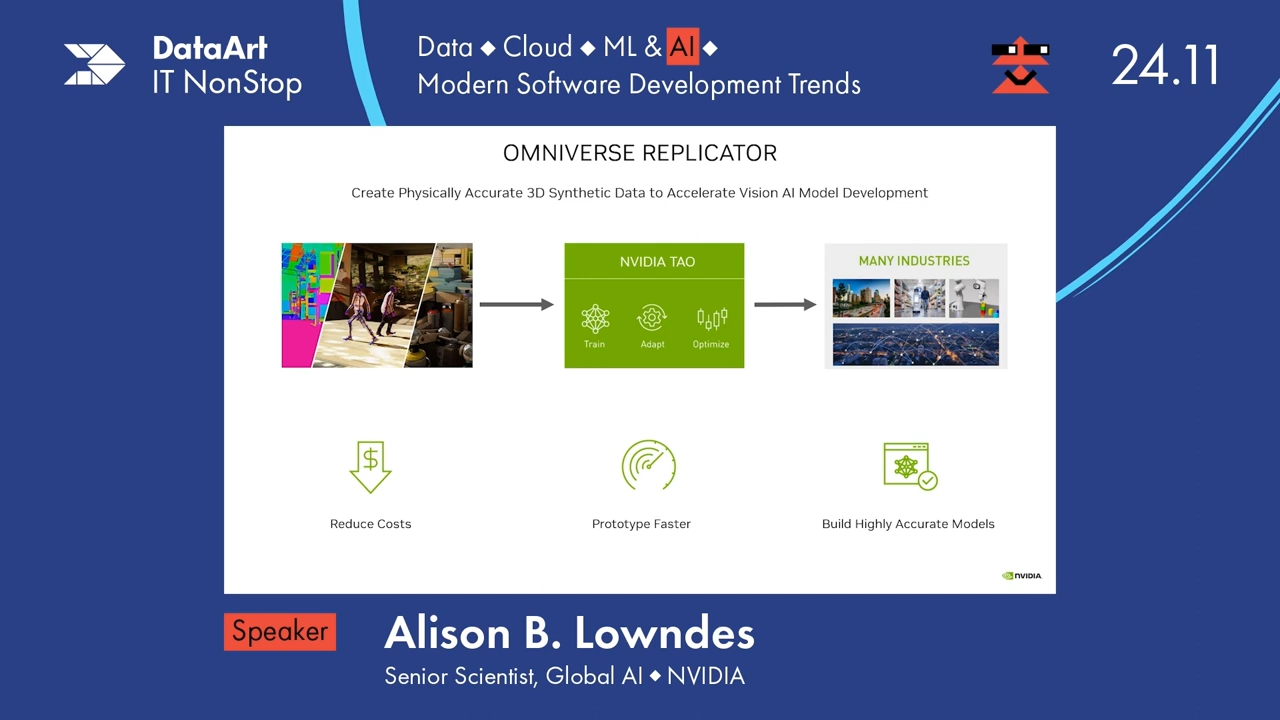 DataArt
IT NonStop
Data ◆ Cloud ◆ ML & AI ◆
Modern Software Development Trends
24.11
OMNIVERSE REPLICATOR
Create Physically Accurate 3D Synthetic Data to Accelerate Vision AI Model Development
NVIDIA TAO
Train Adapt Optimize
MANY INDUSTRIES
$
Reduce Costs
Prototype Faster
Build Highly Accurate Models
NVIDIA
Speaker
Alison B. Lowndes
Senior Scientist, Global AI ◆ NVIDIA